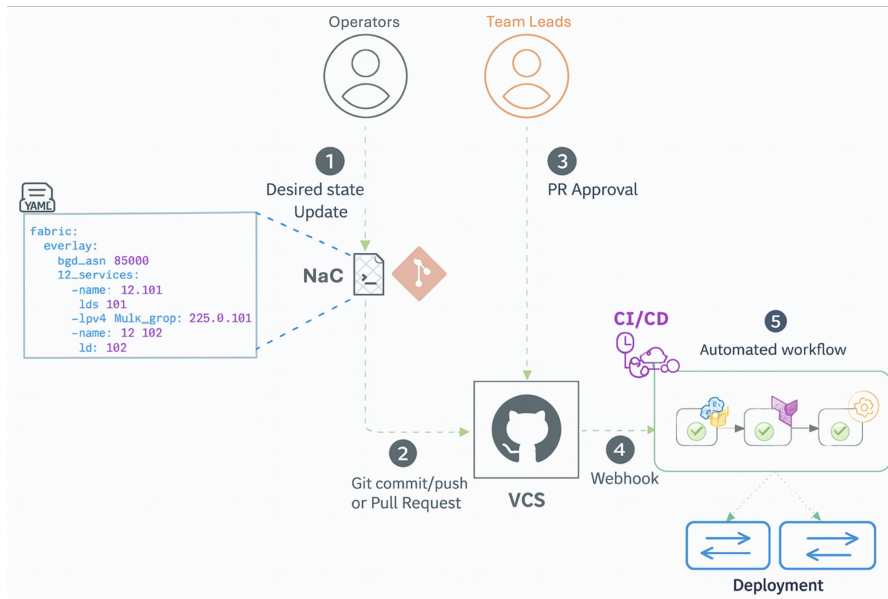 Operators
Team Leads
1
Desired state
Update
3
PR Approval
YAML
fabric:
everlay:
bgd_asn 85000
12_services:
-name: 12.101
lds 101
-lpv4 Mulk_grop: 225.0.101
-name: 12 102
ld: 102
NaC
CI/CD
5
Automated workflow
2
Git commit/push
or Pull Request
VCS
4
Webhook
Deployment